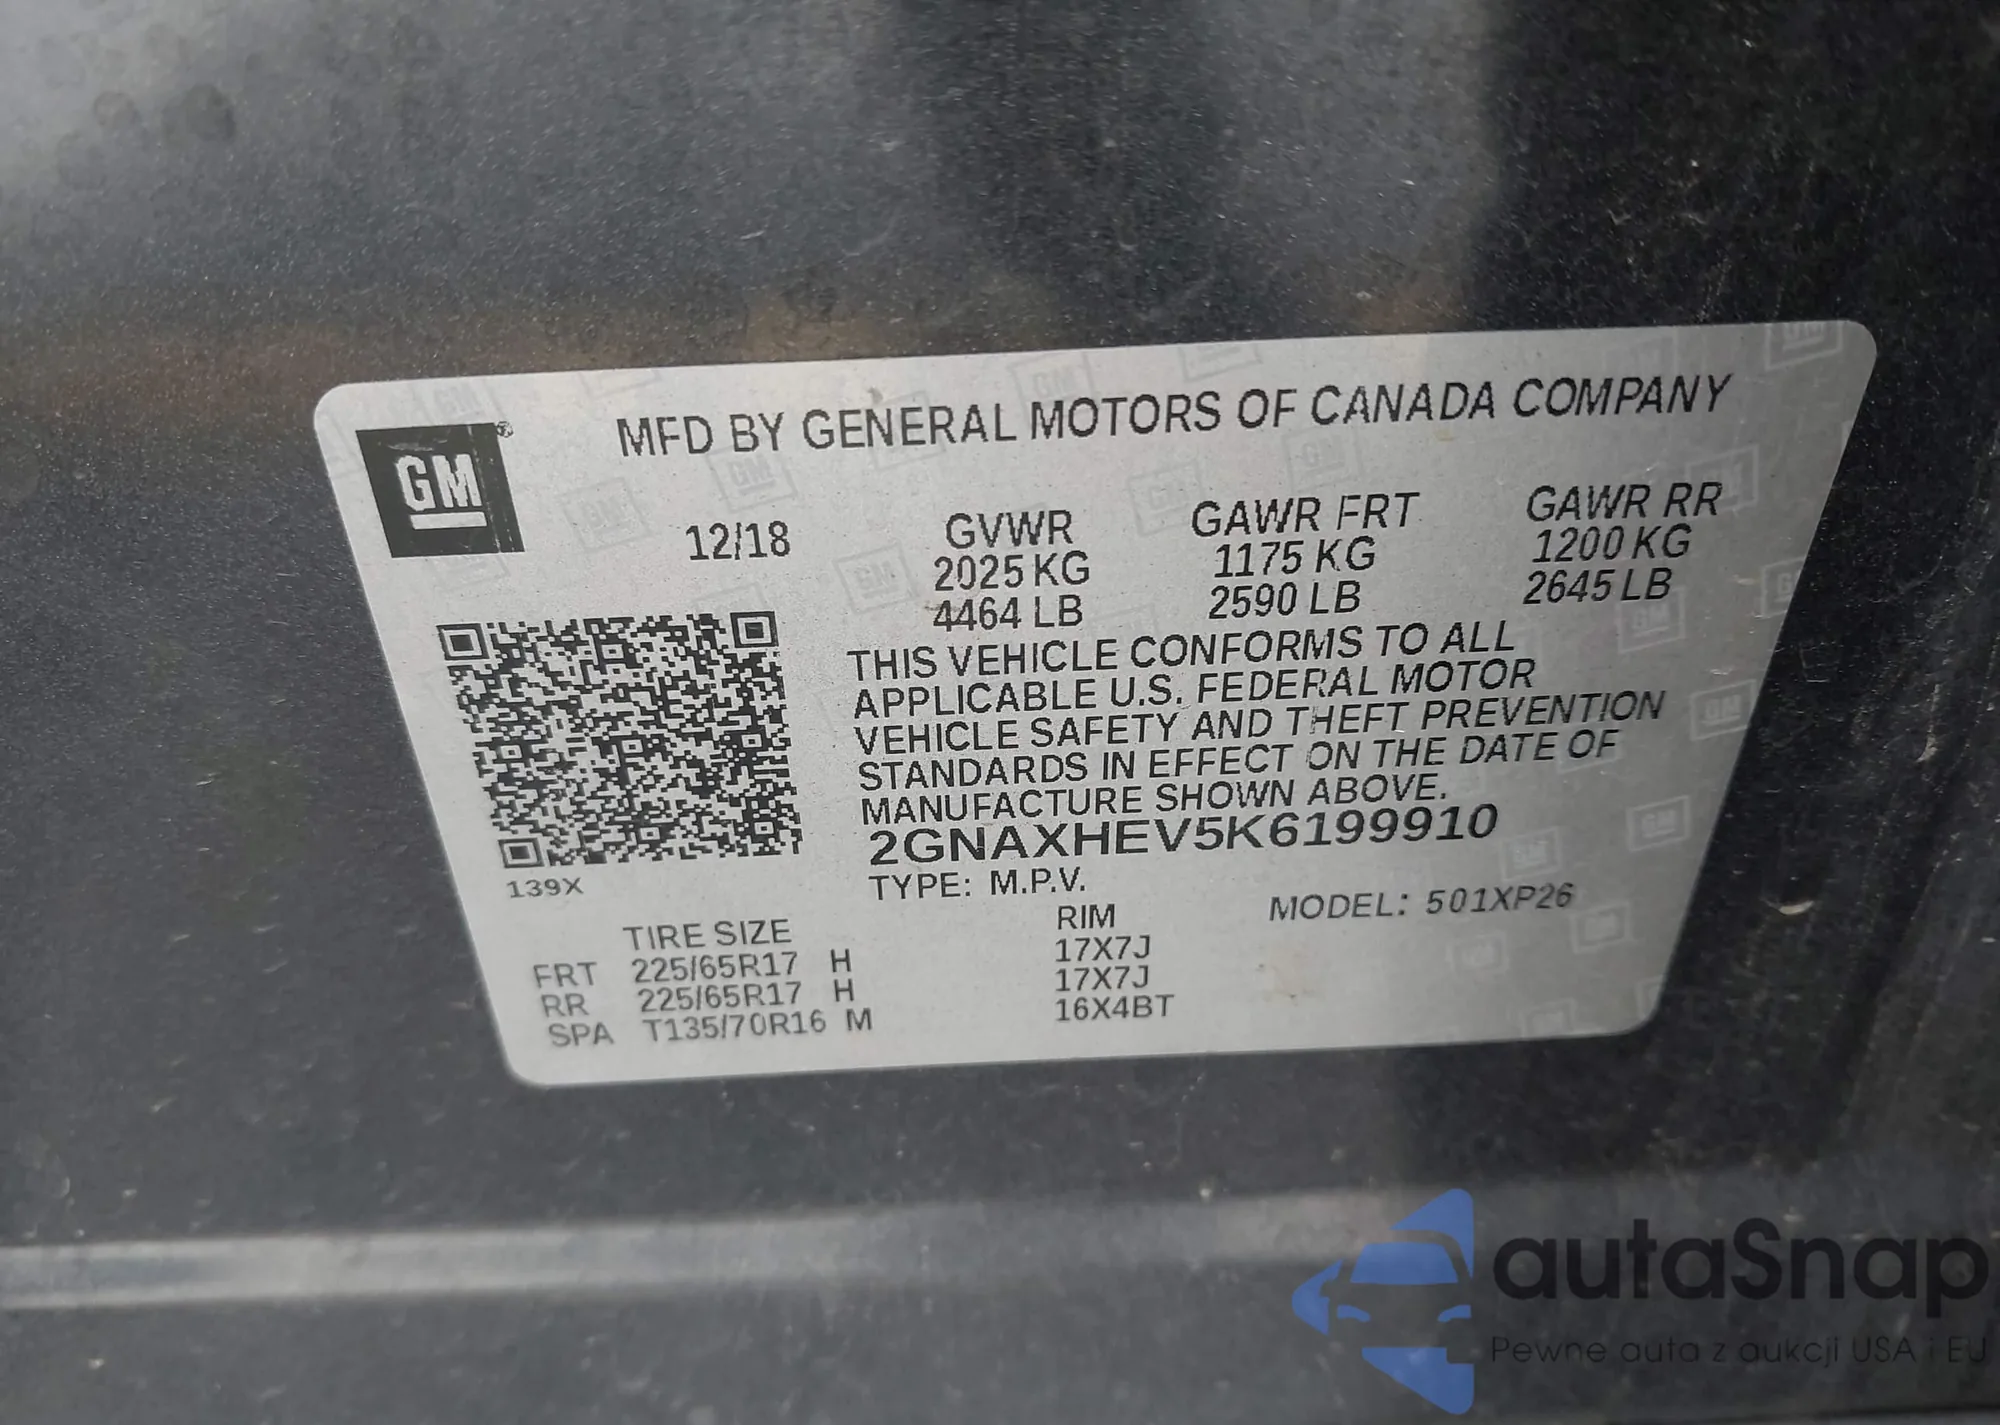 MFD BY GENERAL MOTORS OF CANADA COMPANY
GM®
12/18 GVWR GAWR FRT GAWR RR
2025 KG 1175 KG 1200 KG
4464 LB 2590 LB 2645 LB
THIS VEHICLE CONFORMS TO ALL
APPLICABLE U.S. FEDERAL MOTOR
VEHICLE SAFETY AND THEFT PREVENTION
STANDARDS IN EFFECT ON THE DATE OF
MANUFACTURE SHOWN ABOVE.
2GNAXHEV5K6199910
139X
TYPE: M.P.V. MODEL: 501XP26
TIRE SIZE RIM
FRT 225/65R17 H 17X7J
RR 225/65R17 H 17X7J
SPA T135/70R16 M 16X4BT
autaSnap
Pewne auta z aukcji USA i EU